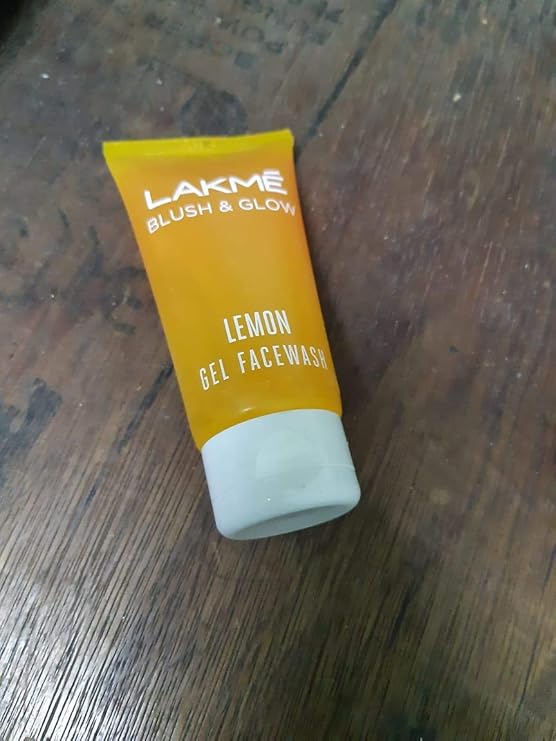 LAKMĒ
BLUSH & GLOW
LEMON
GEL FACEWASH